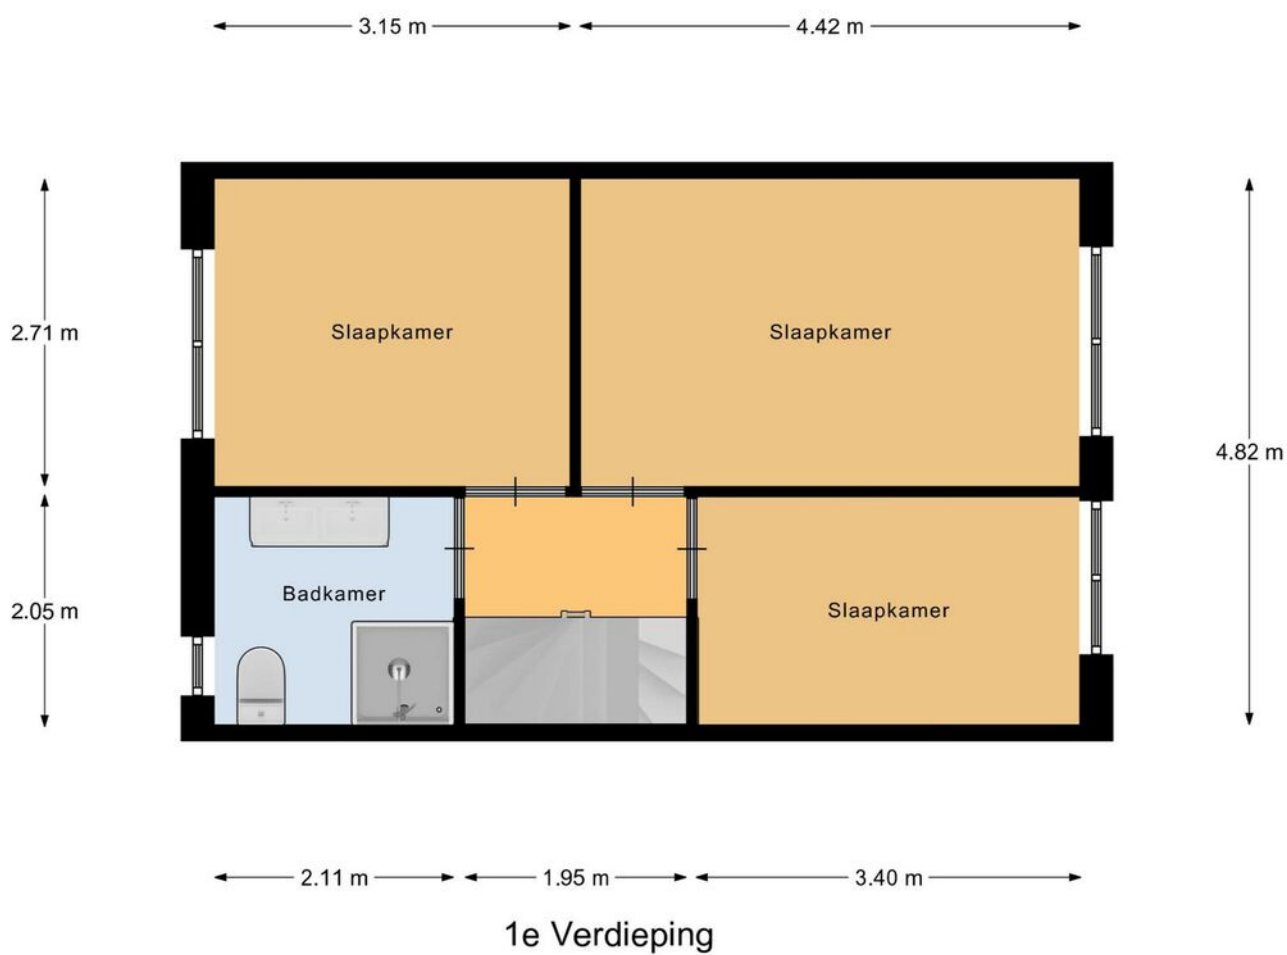 3.15 m 4.42 m
Slaapkamer Slaapkamer
2.71 m
4.82 m
Badkamer
Slaapkamer
2.05 m
2.11 m 1.95 m 3.40 m
1e Verdieping